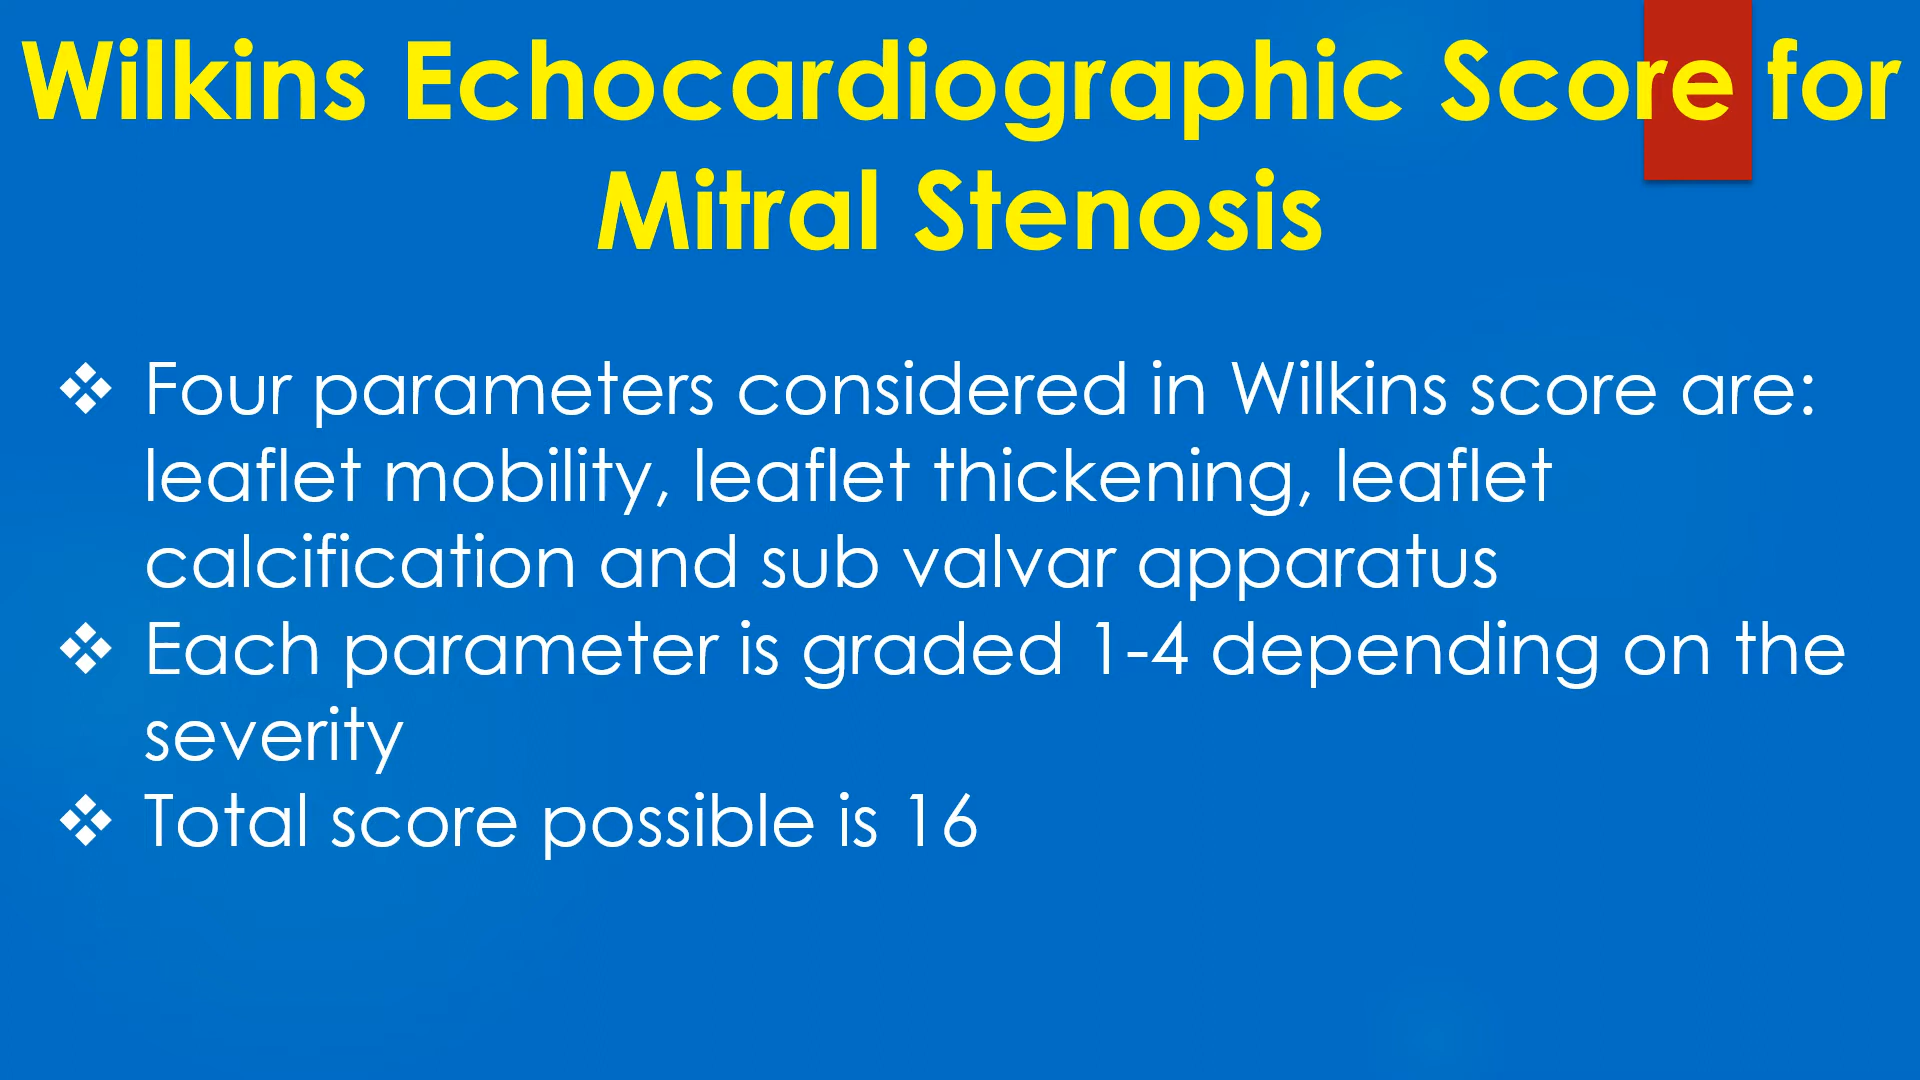 Wilkins Echocardiographic Score for
Mitral Stenosis
❖ Four parameters considered in Wilkins score are:
leaflet mobility, leaflet thickening, leaflet
calcification and sub valvar apparatus
❖ Each parameter is graded 1-4 depending on the
severity
❖ Total score possible is 16